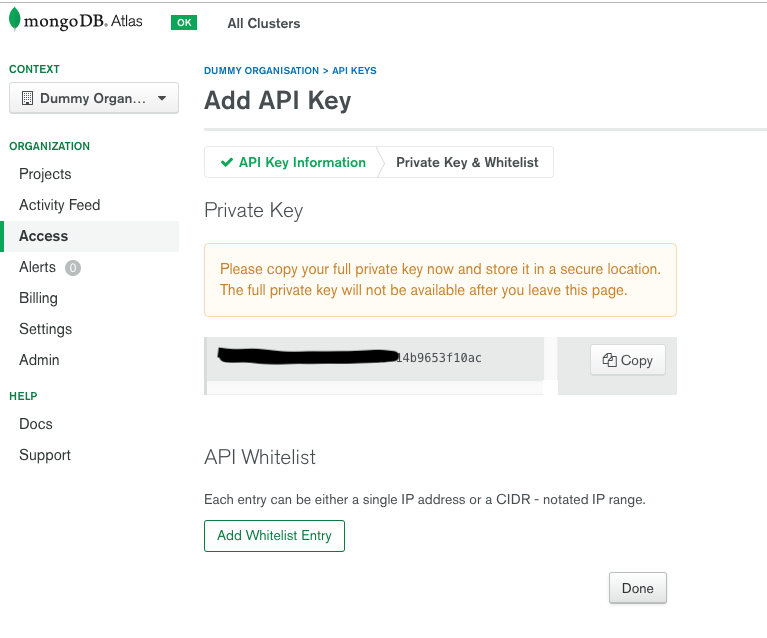 mongoDB. Atlas
OK
All Clusters
CONTEXT
Dummy Organ...
ORGANIZATION
Projects
Activity Feed
Access
Alerts 0
Billing
Settings
Admin
HELP
Docs
Support
DUMMY ORGANISATION > API KEYS
Add API Key
API Key Information
Private Key & Whitelist
Private Key
Please copy your full private key now and store it in a secure location.
The full private key will not be available after you leave this page.
14b9653f10ac
Copy
API Whitelist
Each entry can be either a single IP address or a CIDR - notated IP range.
Add Whitelist Entry
Done